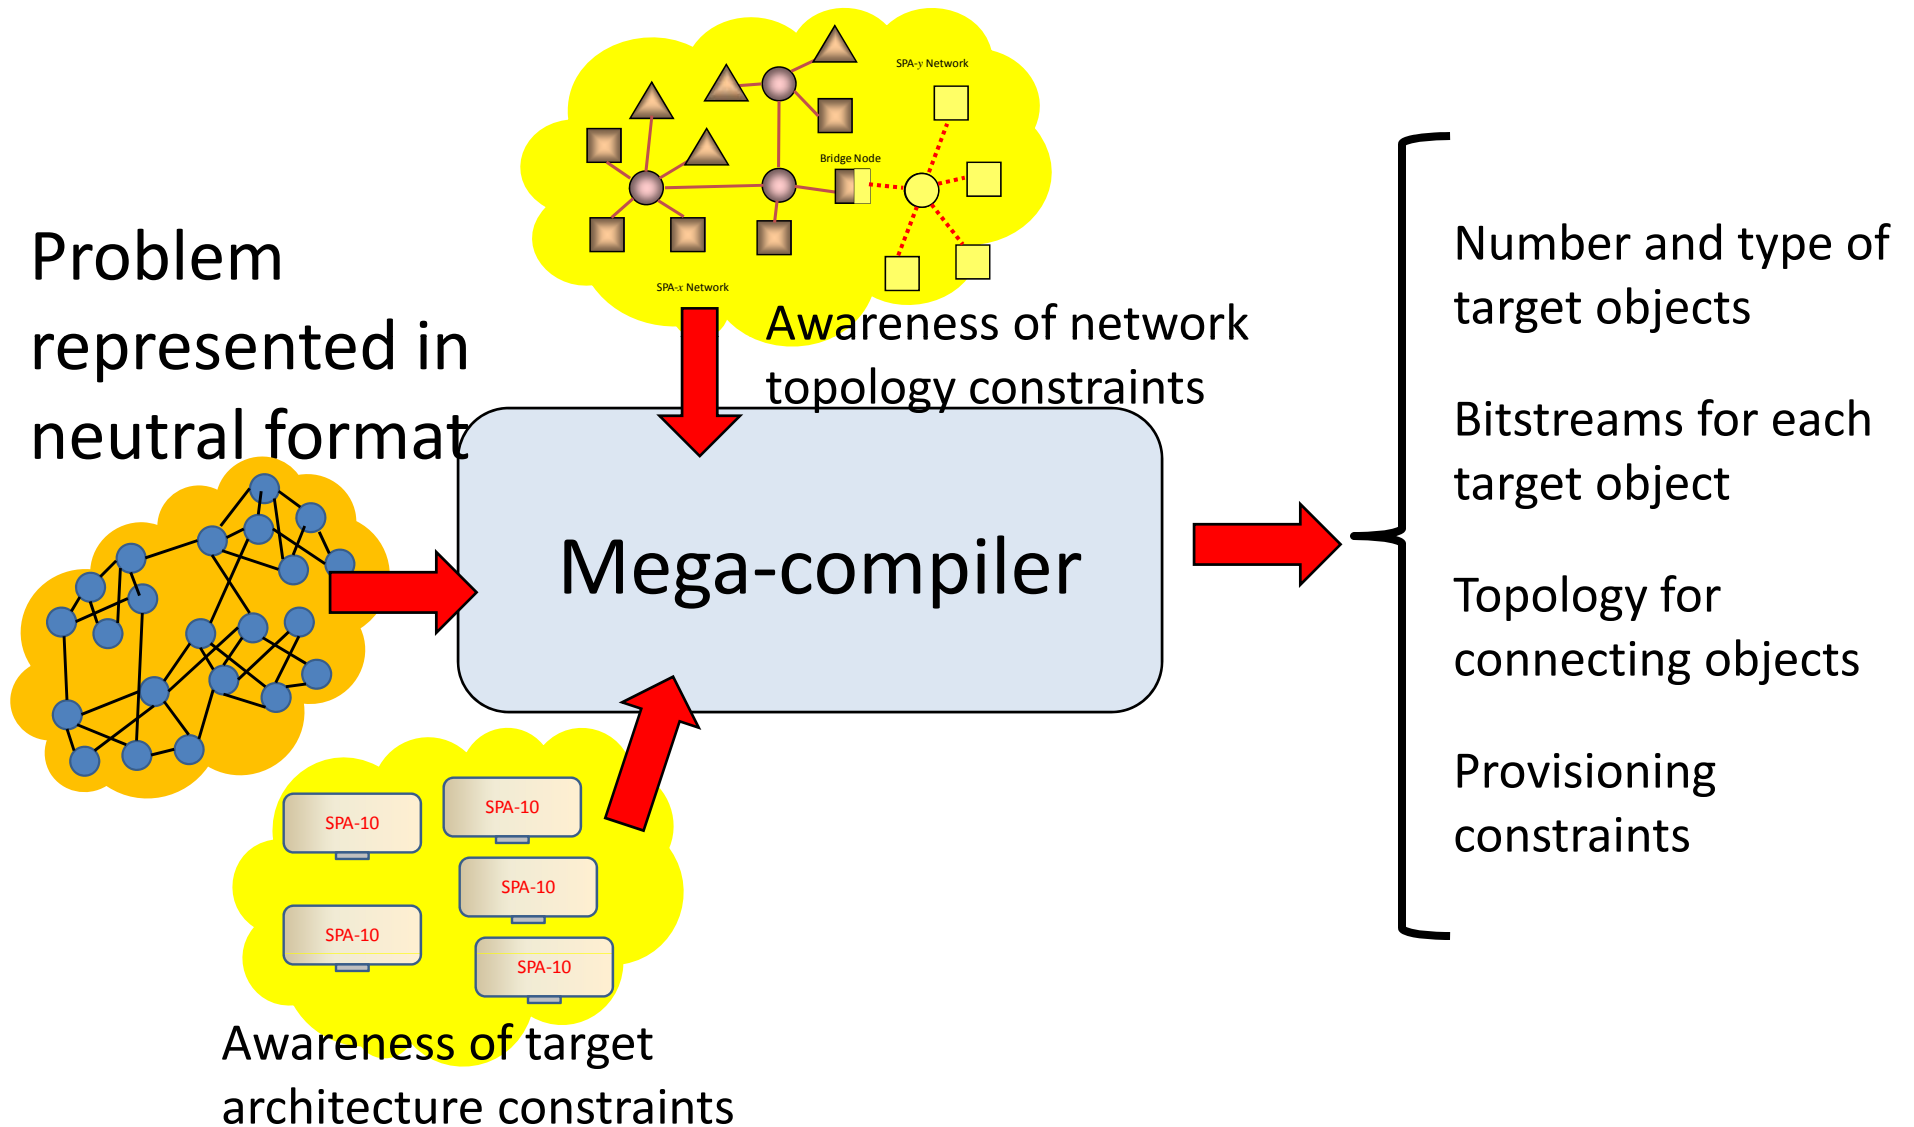 SPA-y Network
Bridge Node
SPA-x Network
Problem
represented in
neutral format
Awareness of network
topology constraints
Mega-compiler
SPA-10
SPA-10
SPA-10
SPA-10
SPA-10
Awareness of target
architecture constraints
Number and type of
target objects
Bitstreams for each
target object
Topology for
connecting objects
Provisioning
constraints